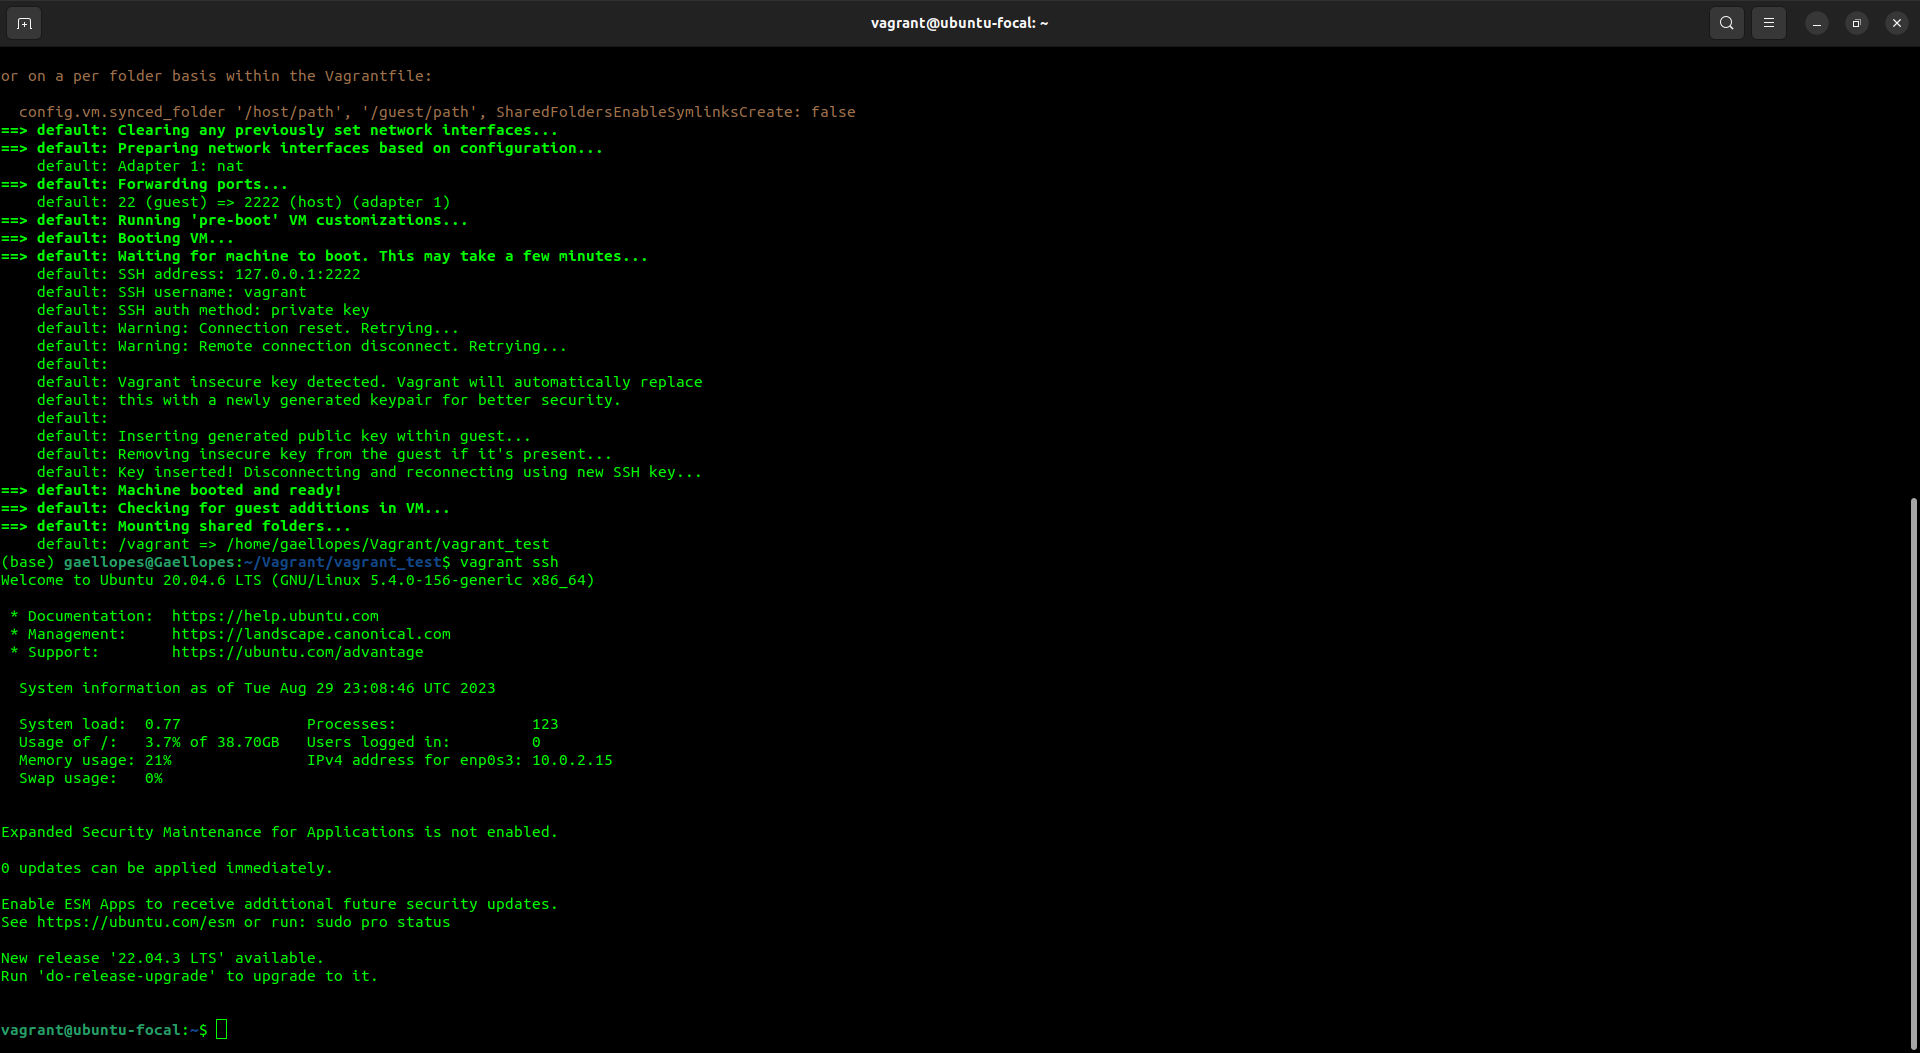 vagrant@ubuntu-focal: ~
or on a per folder basis within the Vagrantfile:
config.vm.synced_folder '/host/path', '/guest/path', SharedFoldersEnableSymlinksCreate: false
==> default: Clearing any previously set network interfaces...
==> default: Preparing network interfaces based on configuration...
default: Adapter 1: nat
==> default: Forwarding ports...
default: 22 (guest) => 2222 (host) (adapter 1)
==> default: Running 'pre-boot' VM customizations...
==> default: Booting VM...
==> default: Waiting for machine to boot. This may take a few minutes...
default: SSH address: 127.0.0.1:2222
default: SSH username: vagrant
default: SSH auth method: private key
default: Warning: Connection reset. Retrying...
default: Warning: Remote connection disconnect. Retrying...
default:
default: Vagrant insecure key detected. Vagrant will automatically replace
default: this with a newly generated keypair for better security.
default:
default: Inserting generated public key within guest...
default: Removing insecure key from the guest if it's present...
default: Key inserted! Disconnecting and reconnecting using new SSH key...
==> default: Machine booted and ready!
==> default: Checking for guest additions in VM...
==> default: Mounting shared folders...
default: /vagrant => /home/gaellopes/Vagrant/vagrant_test
(base) gaellopes@Gaellopes:~/Vagrant/vagrant_test$ vagrant ssh
Welcome to Ubuntu 20.04.6 LTS (GNU/Linux 5.4.0-156-generic x86_64)
* Documentation:  https://help.ubuntu.com
* Management:     https://landscape.canonical.com
* Support:        https://ubuntu.com/advantage
System information as of Tue Aug 29 23:08:46 UTC 2023
System load:  0.77              Processes:               123
Usage of /:   3.7% of 38.70GB   Users logged in:         0
Memory usage: 21%               IPv4 address for enp0s3: 10.0.2.15
Swap usage:   0%
Expanded Security Maintenance for Applications is not enabled.
0 updates can be applied immediately.
Enable ESM Apps to receive additional future security updates.
See https://ubuntu.com/esm or run: sudo pro status
New release '22.04.3 LTS' available.
Run 'do-release-upgrade' to upgrade to it.
vagrant@ubuntu-focal:~$